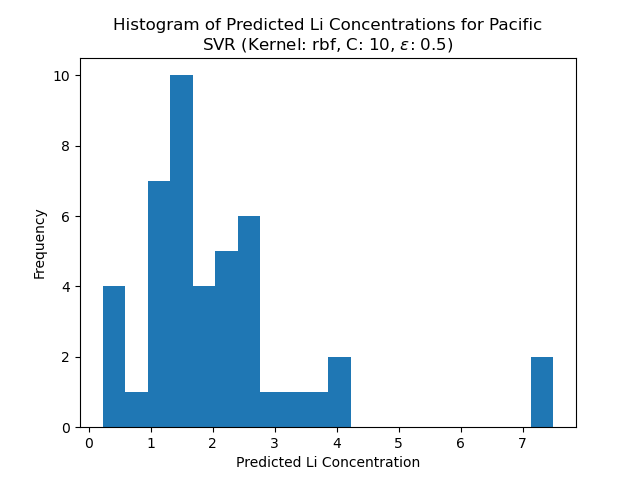 Histogram of Predicted Li Concentrations for Pacific
SVR (Kernel: rbf, C: 10, ε: 0.5)
10
8
6
4
2
0
Frequency
0 1 2 3 4 5 6 7
Predicted Li Concentration